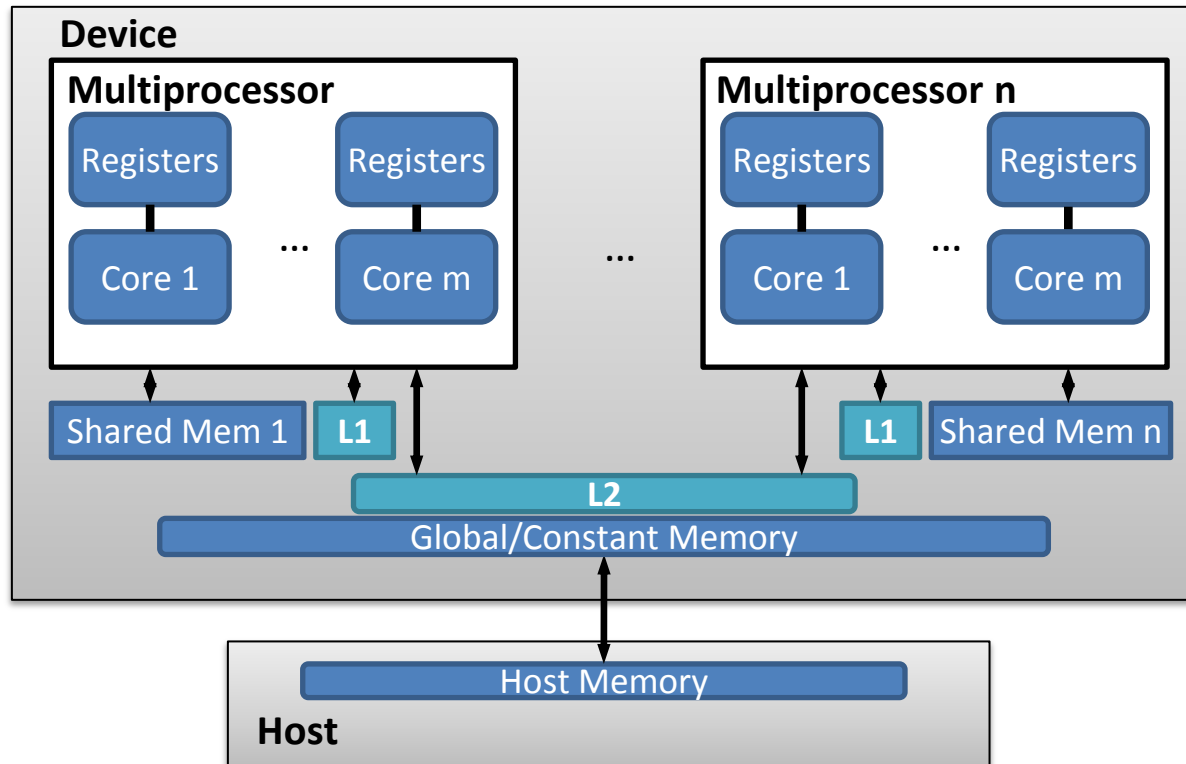 Device
Multiprocessor
Multiprocessor n
Registers
Registers
Registers
Registers
...
...
...
Core 1
Core m
Core 1
Core m
Shared Mem 1
L1
L1
Shared Mem n
L2
Global/Constant Memory
Host Memory
Host